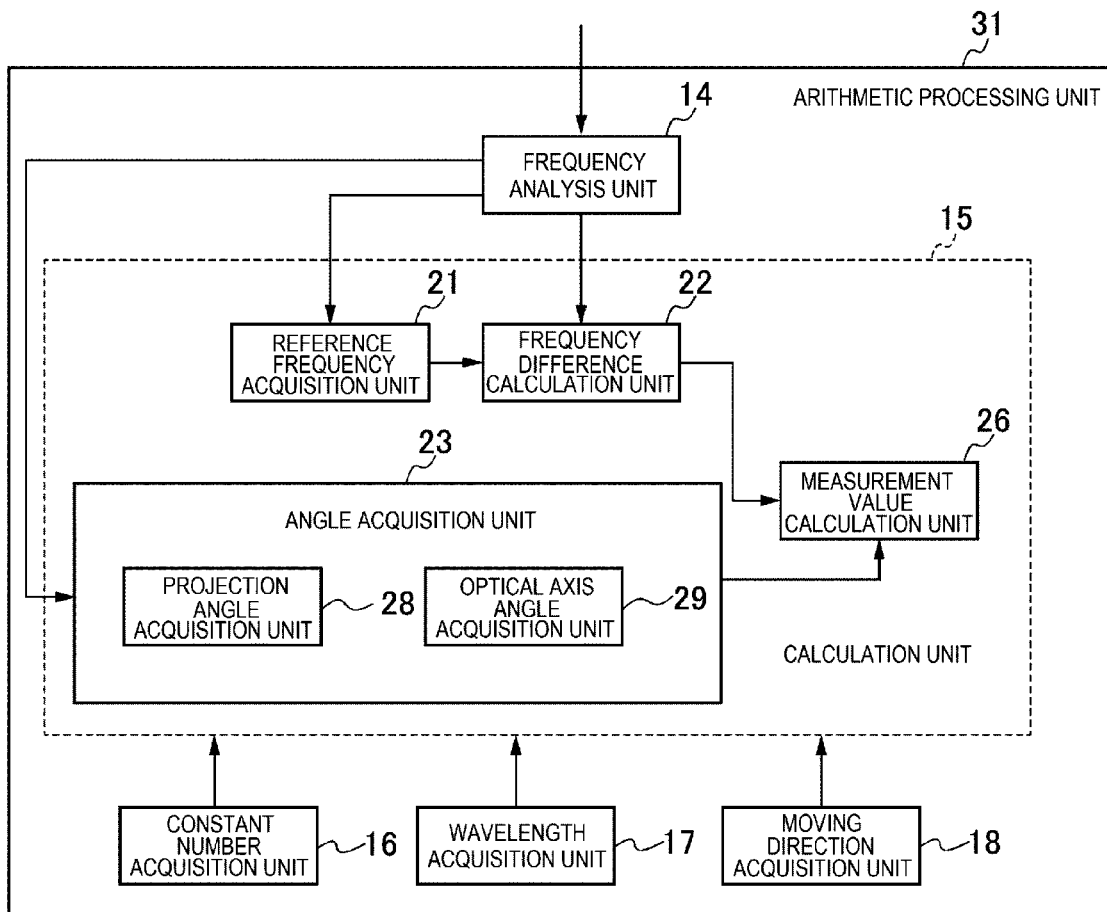 31
ARITHMETIC PROCESSING UNIT
14
FREQUENCY
ANALYSIS UNIT
15
21
REFERENCE
FREQUENCY
ACQUISITION UNIT
22
FREQUENCY
DIFFERENCE
CALCULATION UNIT
23
ANGLE ACQUISITION UNIT
PROJECTION
ANGLE
ACQUISITION UNIT
28
OPTICAL AXIS
ANGLE
ACQUISITION UNIT
29
26
MEASUREMENT
VALUE
CALCULATION UNIT
CALCULATION UNIT
CONSTANT
NUMBER
ACQUISITION UNIT
16
WAVELENGTH
ACQUISITION UNIT
17
MOVING
DIRECTION
ACQUISITION UNIT
18